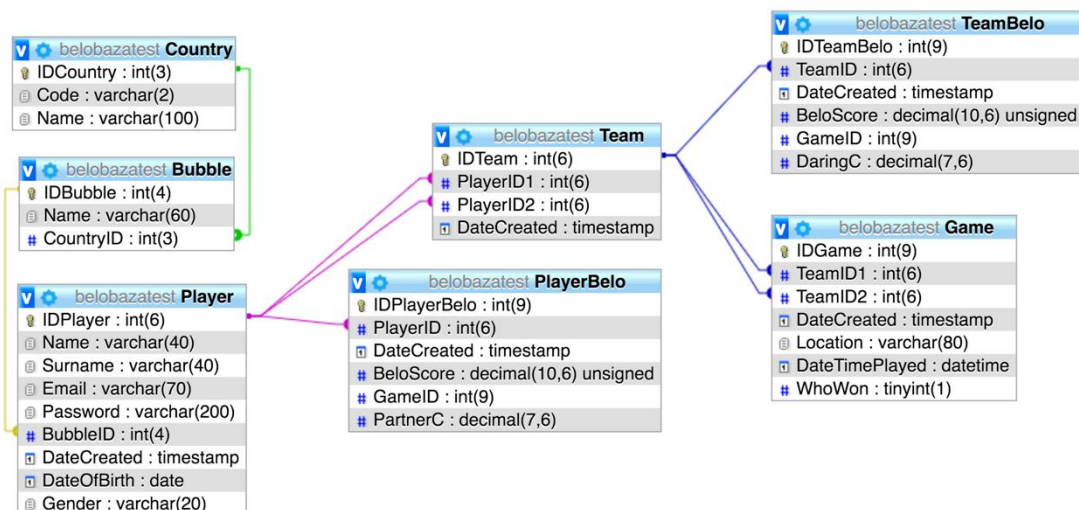 belobazatest Country
IDCountry : int(3)
Code : varchar(2)
Name : varchar(100)
belobazatest Bubble
IDBubble : int(4)
Name : varchar(60)
# CountryID : int(3)
belobazatest Player
IDPlayer : int(6)
Name : varchar(40)
Surname : varchar(40)
Email : varchar(70)
Password : varchar(200)
# BubbleID : int(4)
DateCreated : timestamp
DateOfBirth : date
Gender : varchar(20)
belobazatest Team
IDTeam : int(6)
# PlayerID1 : int(6)
# PlayerID2 : int(6)
DateCreated : timestamp
belobazatest PlayerBelo
IDPlayerBelo : int(9)
# PlayerID : int(6)
DateCreated : timestamp
# BeloScore : decimal(10,6) unsigned
# GameID : int(9)
# PartnerC : decimal(7,6)
belobazatest TeamBelo
IDTeamBelo : int(9)
# TeamID : int(6)
DateCreated : timestamp
# BeloScore : decimal(10,6) unsigned
# GameID : int(9)
# DaringC : decimal(7,6)
belobazatest Game
IDGame : int(9)
# TeamID1 : int(6)
# TeamID2 : int(6)
DateCreated : timestamp
Location : varchar(80)
DateTimePlayed : datetime
# WhoWon : tinyint(1)